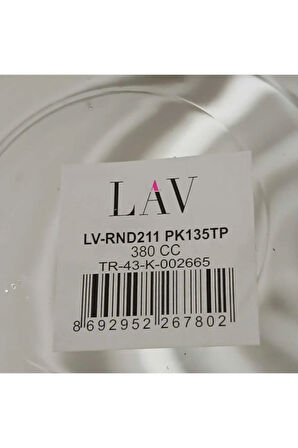 LAV
LV-RND211 PK135TP
380 CC
TR-43-K-002665
8 692952 267802